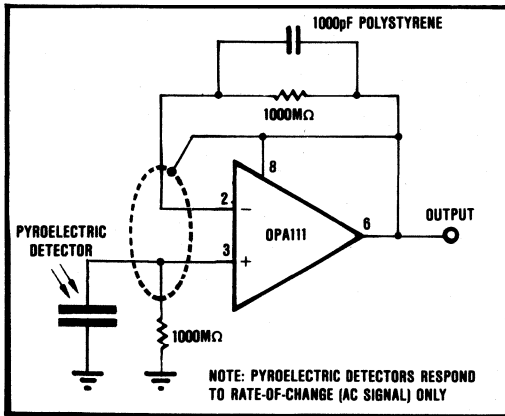 1000pF POLYSTYRENE
1000MΩ
8
2
−
OPA111
6
OUTPUT
PYROELECTRIC
DETECTOR
3
+
1000MΩ
NOTE: PYROELECTRIC DETECTORS RESPOND
TO RATE-OF-CHANGE (AC SIGNAL) ONLY